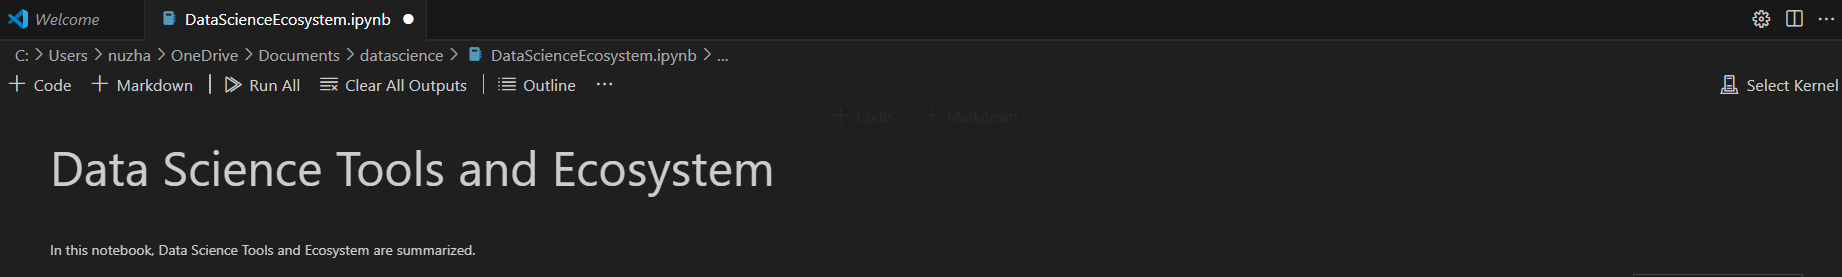 Welcome DataScienceEcosystem.ipynb
C: > Users > nuzha > OneDrive > Documents > datascience > DataScienceEcosystem.ipynb > ...
+ Code + Markdown | Run All Clear All Outputs | Outline ... Select Kernel
+ Code + Markdown
Data Science Tools and Ecosystem
In this notebook, Data Science Tools and Ecosystem are summarized.